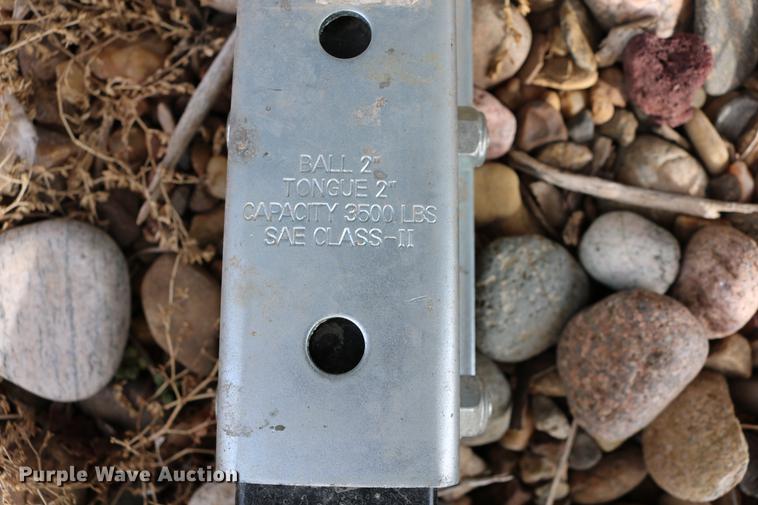 BALL 2"
TONGUE 2"
CAPACITY 3500 LBS
SAE CLASS-II
Purple Wave Auction